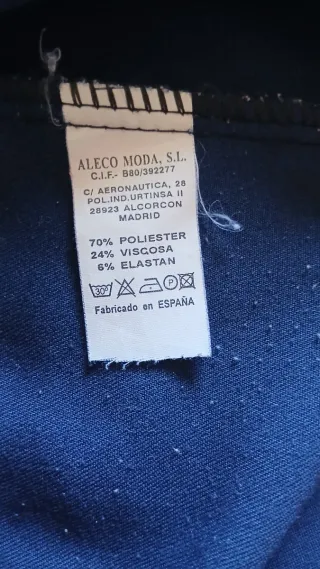 ALECO MODA, S.L.
C.I.F.- B80/392277
C/ AERONAUTICA, 28
POL.IND.URTINSA II
28923 ALCORCON
MADRID
70% POLIESTER
24% VISCOSA
6% ELASTAN
30° P
Fabricado en ESPAÑA